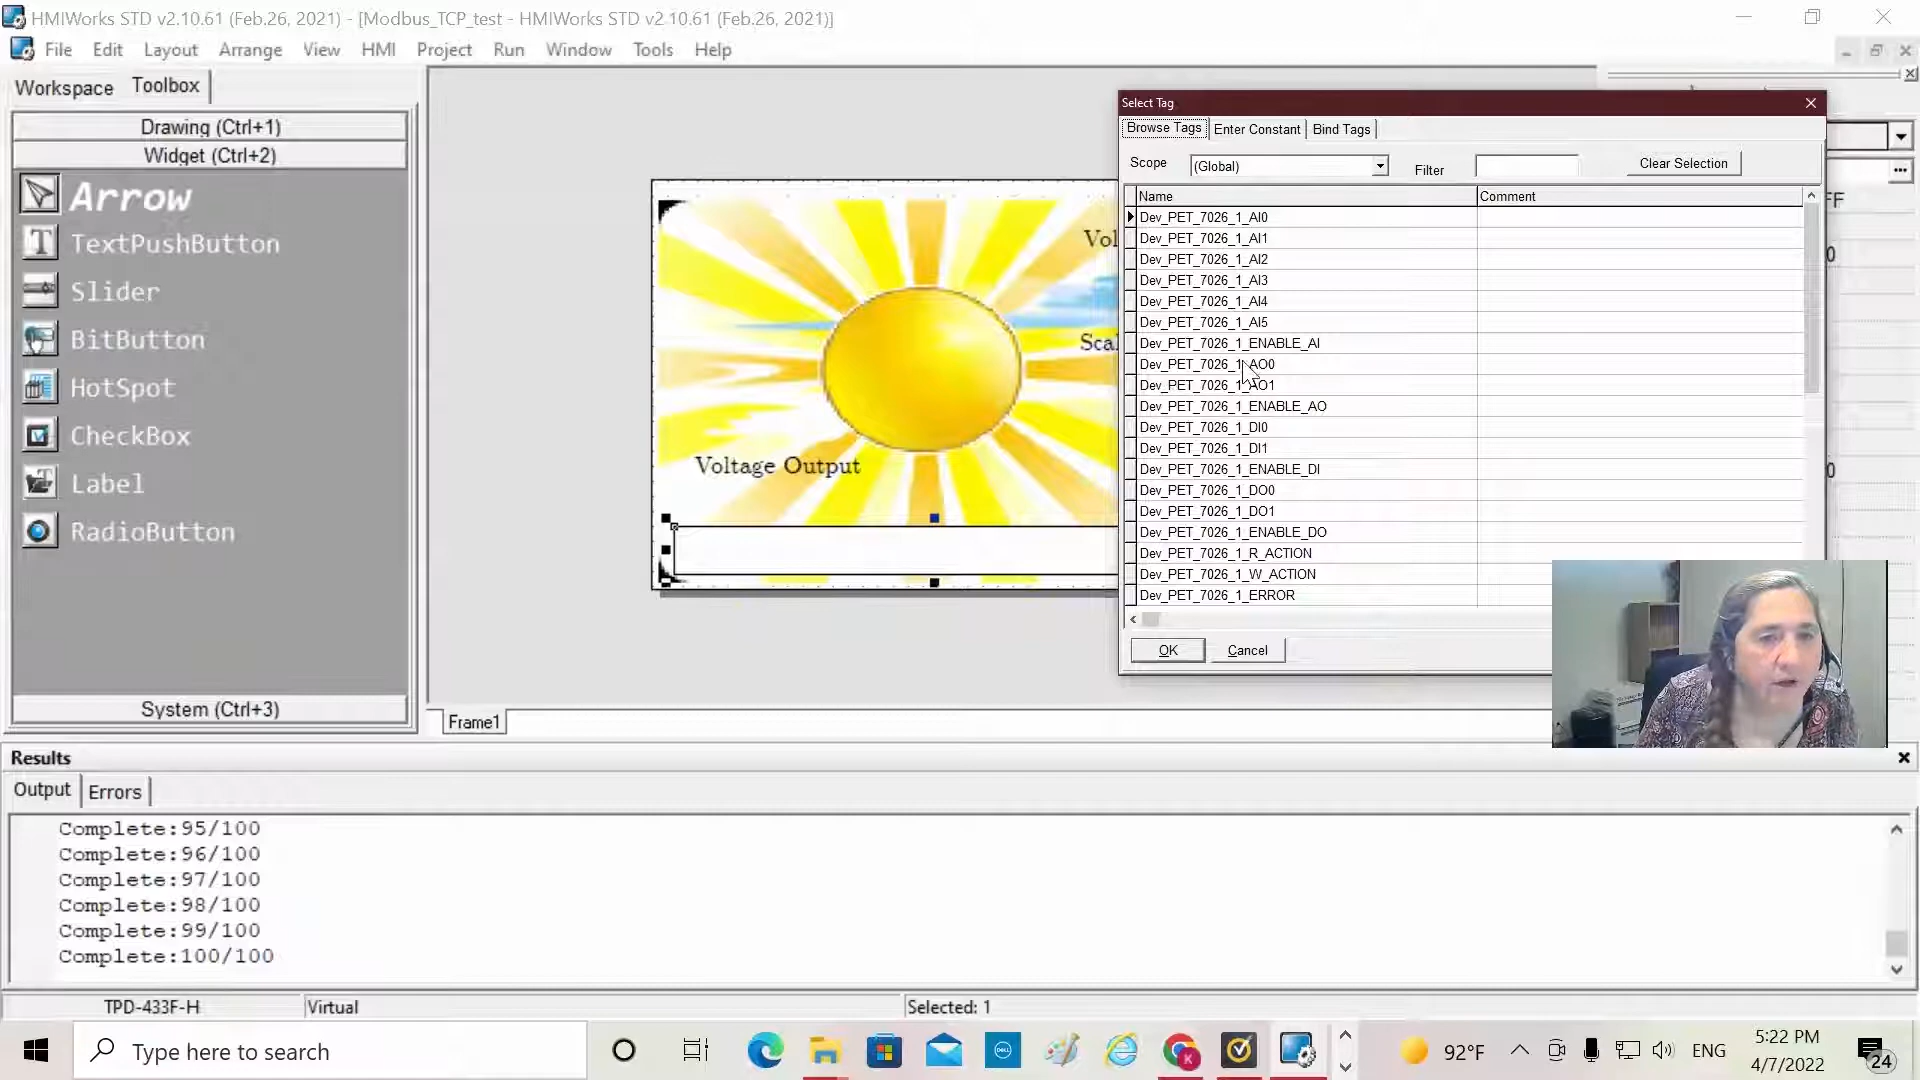 HMIWorks STD v2.10.61 (Feb.26, 2021) - [Modbus_TCP_test - HMIWorks STD v2.10.61 (Feb.26, 2021)]
File Edit Layout Arrange View HMI Project Run Window Tools Help
Workspace Toolbox
Drawing (Ctrl+1)
Widget (Ctrl+2)
Arrow
TextPushButton
Slider
BitButton
HotSpot
CheckBox
Label
RadioButton
System (Ctrl+3)
Voltage Output
Frame1
Select Tag
Browse Tags Enter Constant Bind Tags
Scope (Global) Filter Clear Selection
Name Comment
Dev_PET_7026_1_AI0
Dev_PET_7026_1_AI1
Dev_PET_7026_1_AI2
Dev_PET_7026_1_AI3
Dev_PET_7026_1_AI4
Dev_PET_7026_1_AI5
Dev_PET_7026_1_ENABLE_AI
Dev_PET_7026_1_AO0
Dev_PET_7026_1_AO1
Dev_PET_7026_1_ENABLE_AO
Dev_PET_7026_1_DI0
Dev_PET_7026_1_DI1
Dev_PET_7026_1_ENABLE_DI
Dev_PET_7026_1_DO0
Dev_PET_7026_1_DO1
Dev_PET_7026_1_ENABLE_DO
Dev_PET_7026_1_R_ACTION
Dev_PET_7026_1_W_ACTION
Dev_PET_7026_1_ERROR
OK Cancel
Results
Output Errors
Complete:95/100
Complete:96/100
Complete:97/100
Complete:98/100
Complete:99/100
Complete:100/100
TPD-433F-H Virtual Selected: 1
Type here to search
92°F ENG
5:22 PM
4/7/2022
24